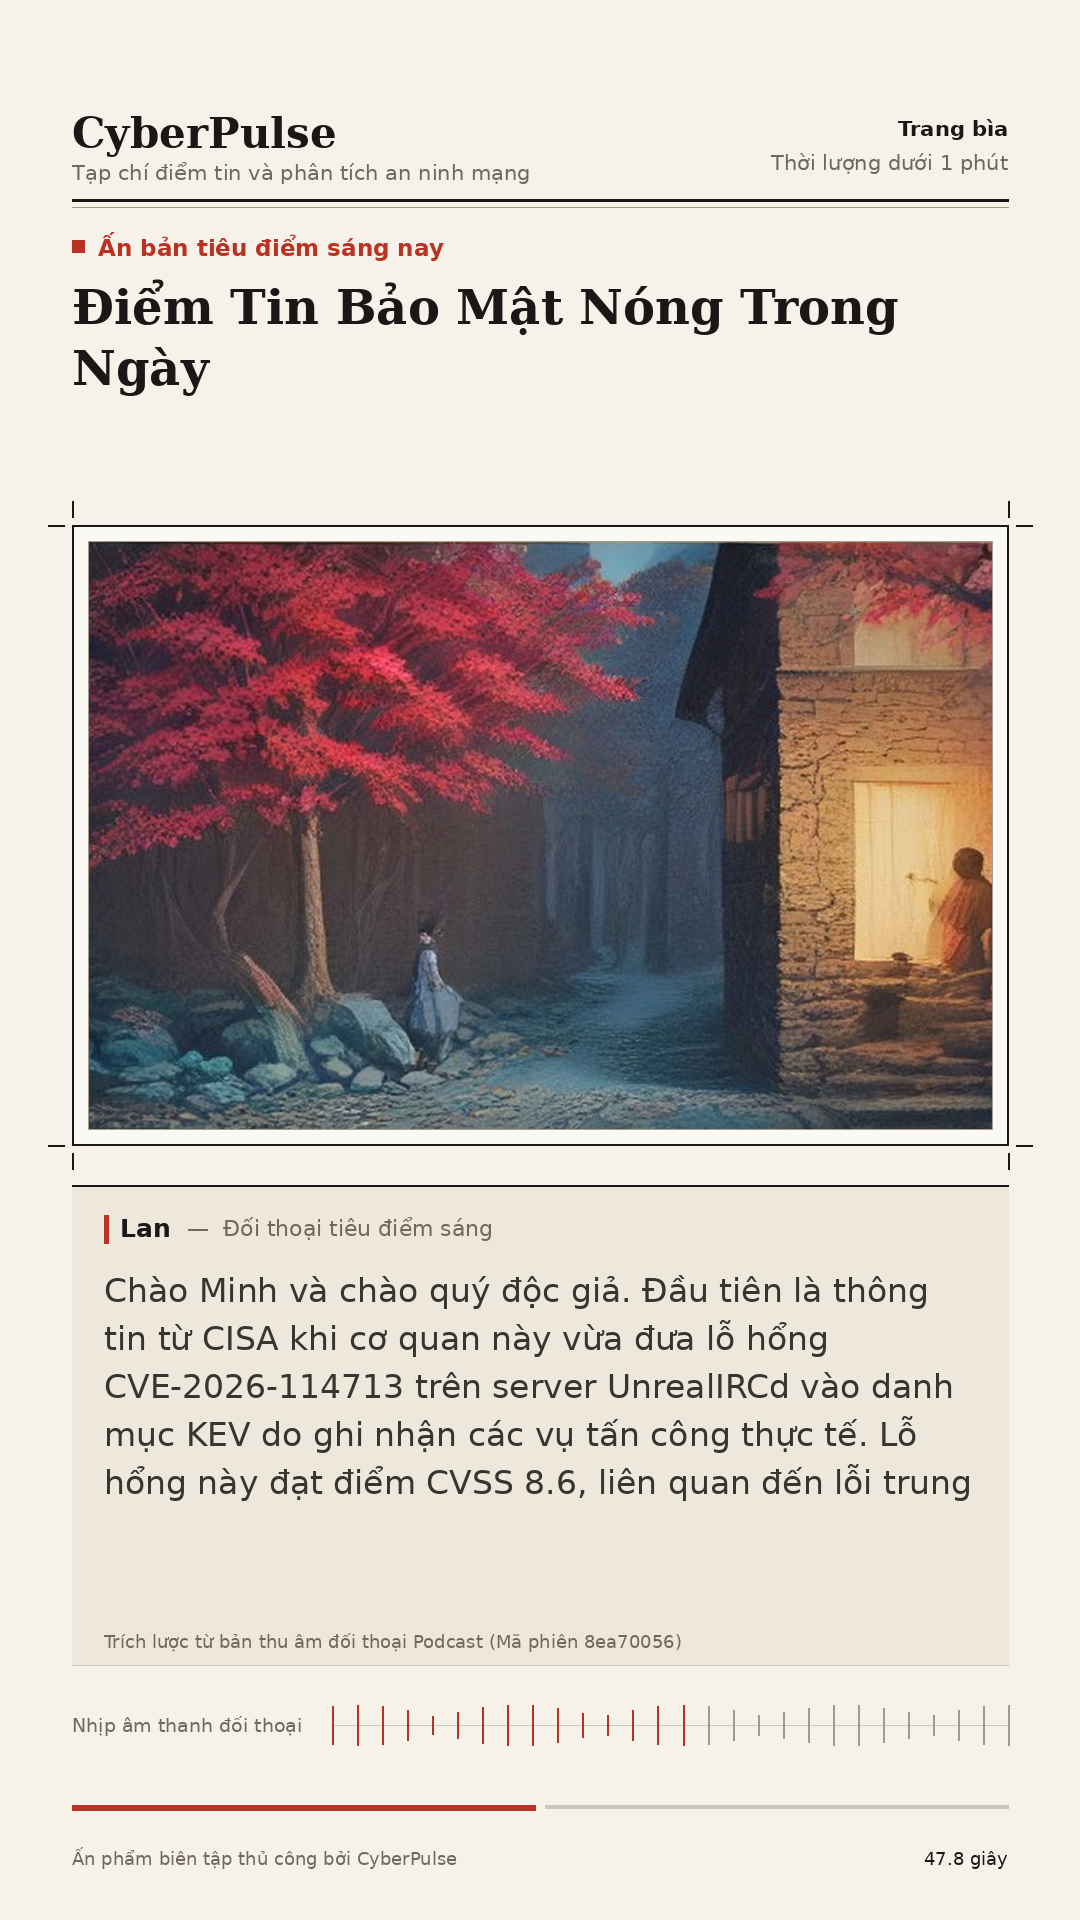 CyberPulse
Tạp chí điểm tin và phân tích an ninh mạng
Trang bìa
Thời lượng dưới 1 phút
Ấn bản tiêu điểm sáng nay
Điểm Tin Bảo Mật Nóng Trong
Ngày
Lan — Đối thoại tiêu điểm sáng
Chào Minh và chào quý độc giả. Đầu tiên là thông
tin từ CISA khi cơ quan này vừa đưa lỗ hổng
CVE-2026-114713 trên server UnrealIRCd vào danh
mục KEV do ghi nhận các vụ tấn công thực tế. Lỗ
hổng này đạt điểm CVSS 8.6, liên quan đến lỗi trung
Trích lược từ bản thu âm đối thoại Podcast (Mã phiên 8ea70056)
Nhịp âm thanh đối thoại
Ấn phẩm biên tập thủ công bởi CyberPulse
47.8 giây